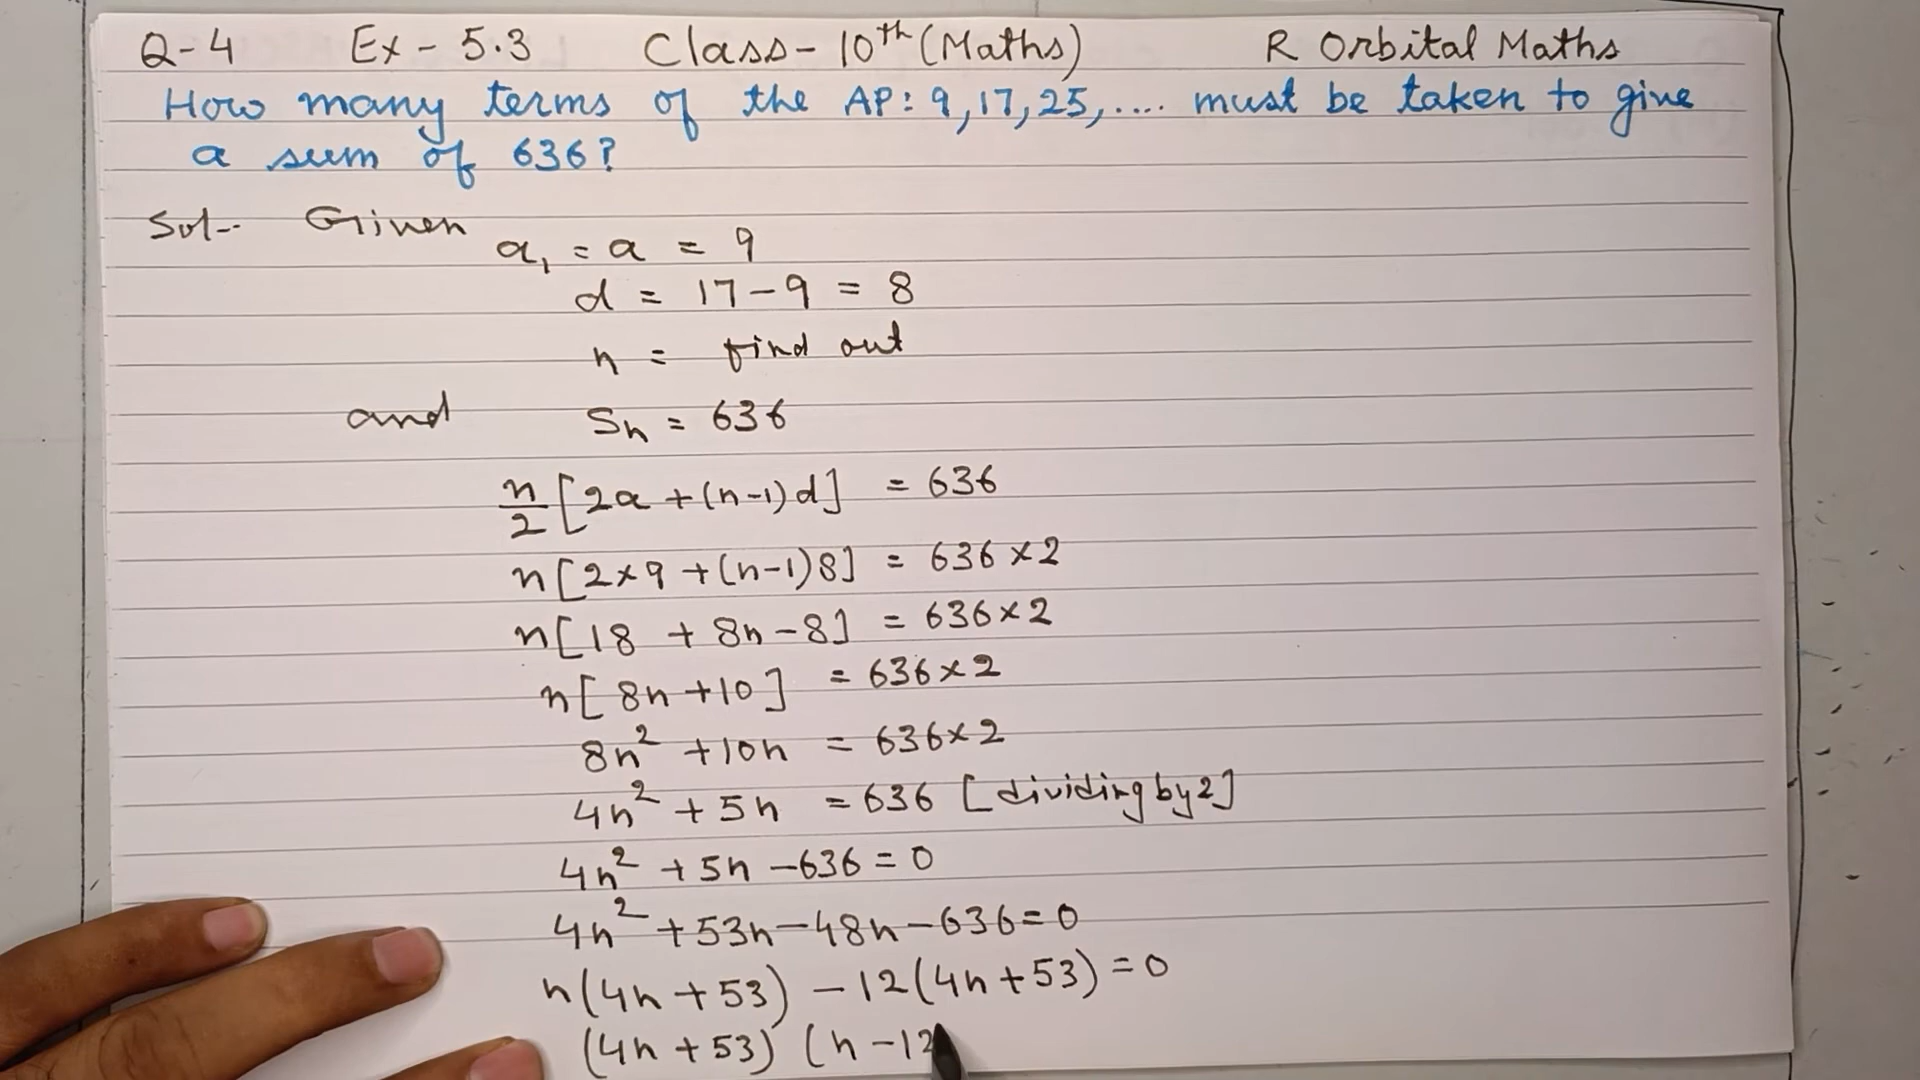 Q-4 Ex-5.3 Class-10th (Maths) R Orbital Maths
How many terms of the AP: 9, 17, 25, .... must be taken to give
a sum of 636?
Sol-- Given a₁ = a = 9
d = 17-9 = 8
n = find out
and Sn = 636
n/2 [2a + (n-1)d] = 636
n[2×9 + (n-1)8] = 636×2
n[18 + 8n-8] = 636×2
n[8n+10] = 636×2
8n² + 10n = 636×2
4n² + 5n = 636 [dividing by 2]
4n² + 5n - 636 = 0
4n² + 53n - 48n - 636 = 0
n(4n + 53) - 12(4n + 53) = 0
(4n + 53) (n - 12